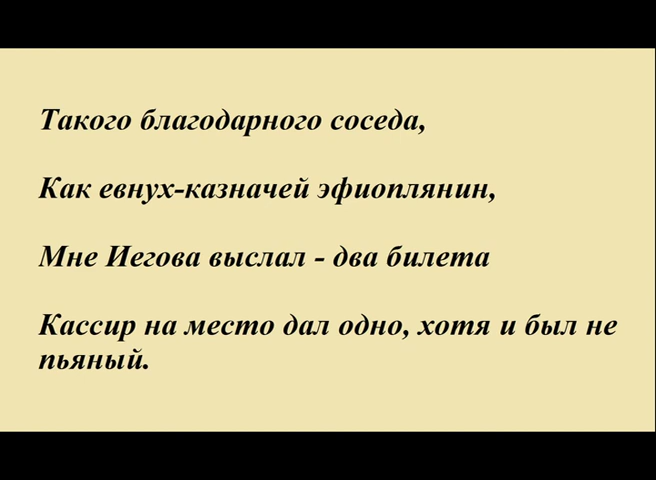 Такого благодарного соседа,
Как евнух-казначей эфиоплянин,
Мне Иегова выслал - два билета
Кассир на место дал одно, хотя и был не
пьяный.